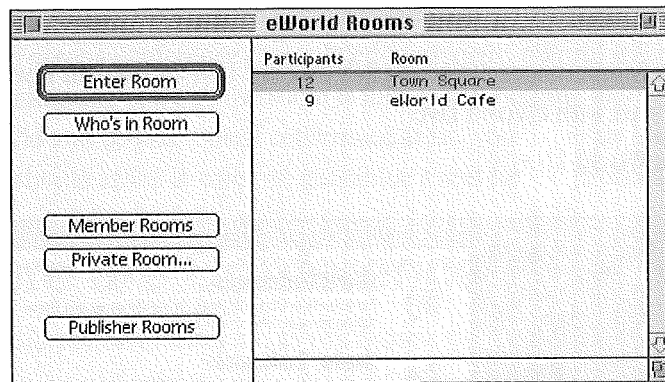 eWorld Rooms
Participants Room
12 Town Square
9 eWorld Cafe
Enter Room
Who's in Room
Member Rooms
Private Room...
Publisher Rooms